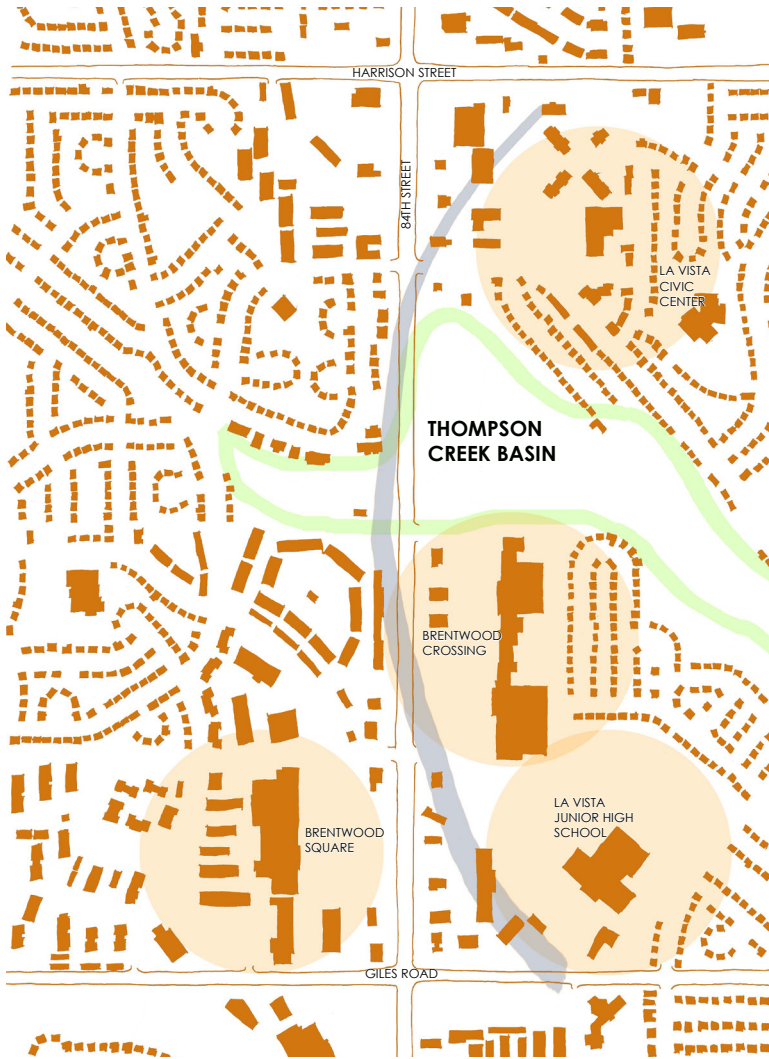 HARRISON STREET
84TH STREET
LA VISTA
CIVIC
CENTER
THOMPSON
CREEK BASIN
BRENTWOOD
CROSSING
LA VISTA
JUNIOR HIGH
SCHOOL
BRENTWOOD
SQUARE
GILES ROAD